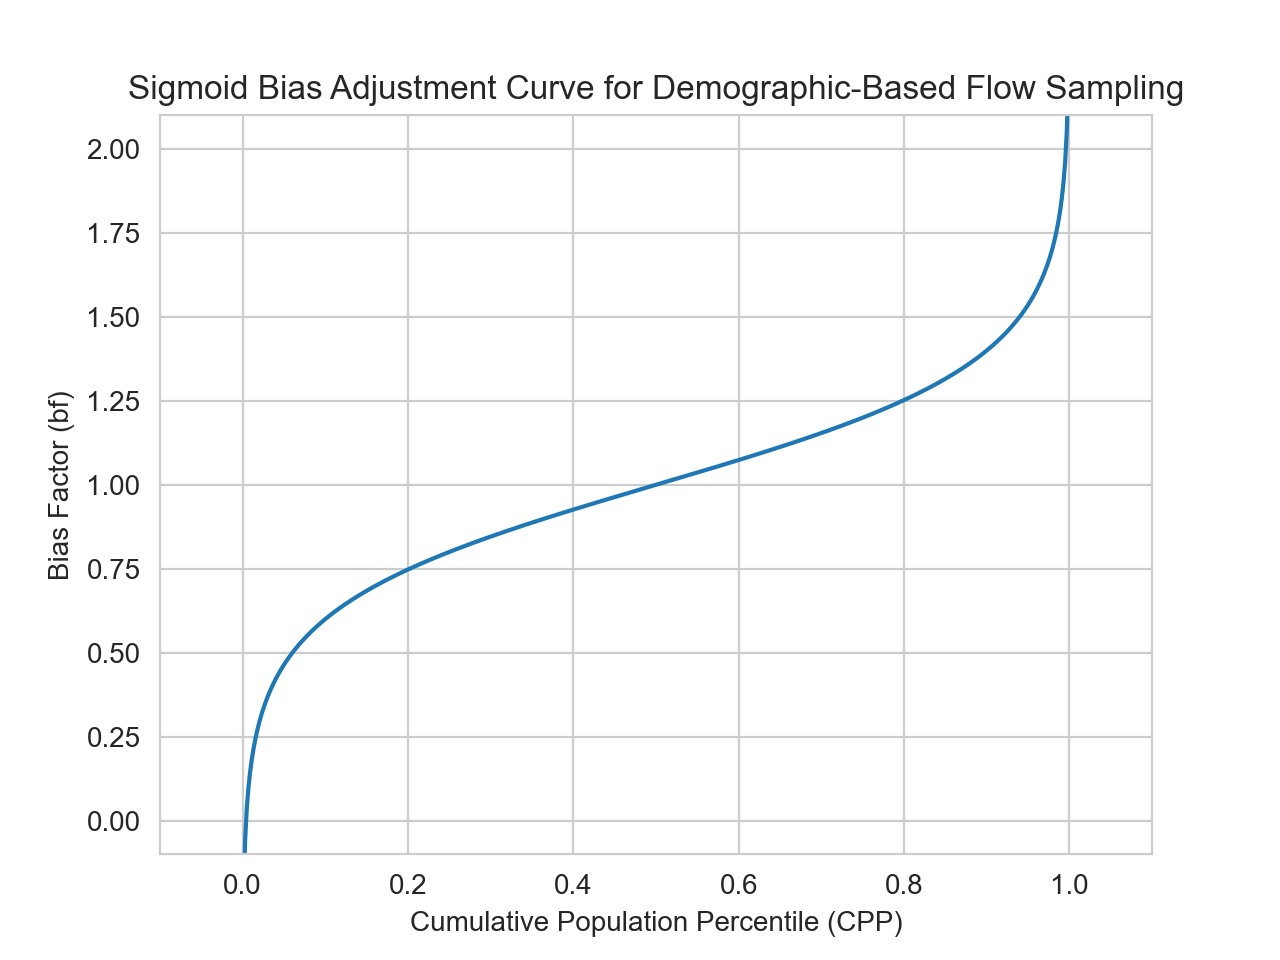 Sigmoid Bias Adjustment Curve for Demographic-Based Flow Sampling
2.00
1.75
1.50
1.25
1.00
0.75
0.50
0.25
0.00
Bias Factor (bf)
0.0 0.2 0.4 0.6 0.8 1.0
Cumulative Population Percentile (CPP)